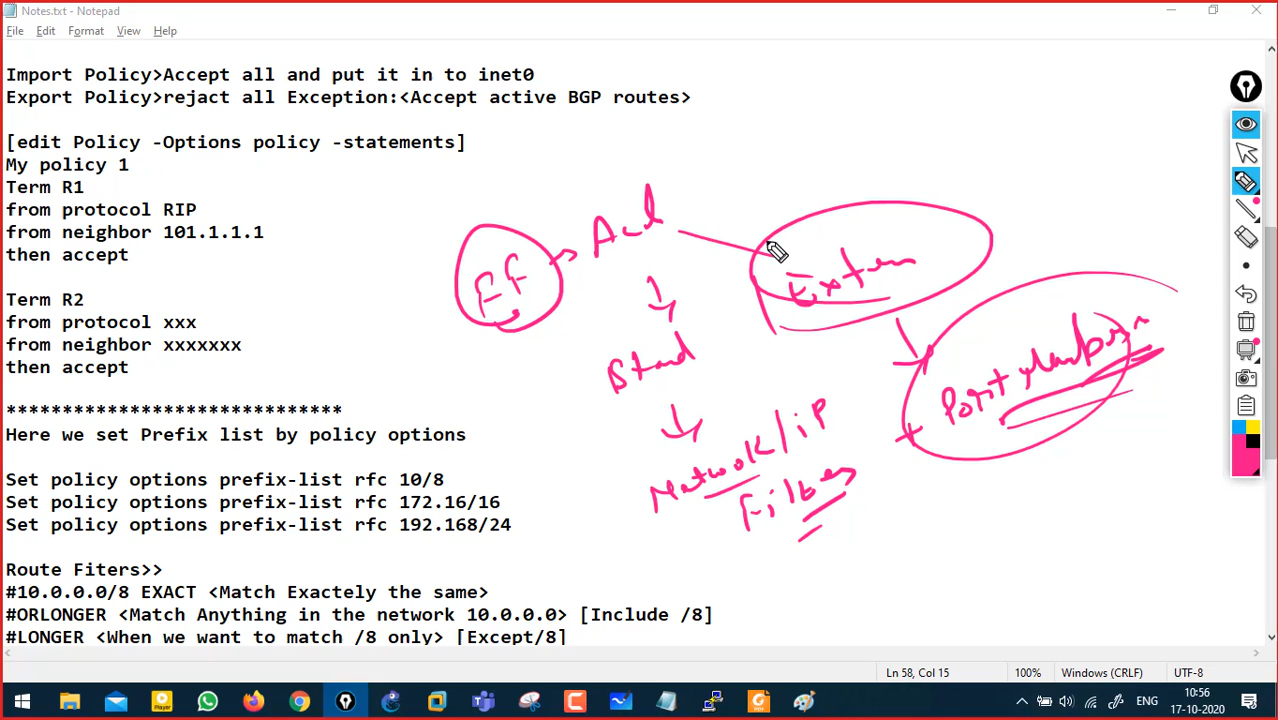 Notes.txt - Notepad
File Edit Format View Help
Import Policy>Accept all and put it in to inet0
Export Policy>rejact all Exception:<Accept active BGP routes>
[edit Policy -Options policy -statements]
My policy 1
Term R1
from protocol RIP
from neighbor 101.1.1.1
then accept
Term R2
from protocol xxx
from neighbor xxxxxxx
then accept
******************************
Here we set Prefix list by policy options
Set policy options prefix-list rfc 10/8
Set policy options prefix-list rfc 172.16/16
Set policy options prefix-list rfc 192.168/24
Route Fiters>>
#10.0.0.0/8 EXACT <Match Exactely the same>
#ORLONGER <Match Anything in the network 10.0.0.0> [Include /8]
#LONGER <When we want to match /8 only> [Except/8]
FF
Acl
Exten
Stand
Network/iP
Filter
Port
Ln 58, Col 15
100%
Windows (CRLF)
UTF-8
Player
PDF
ENG
10:56
17-10-2020